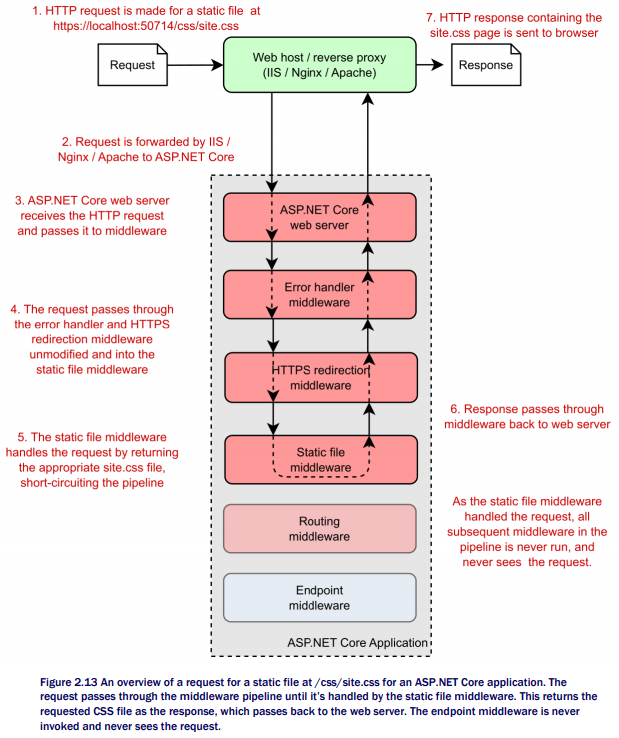 1. HTTP request is made for a static file at
https://localhost:50714/css/site.css
7. HTTP response containing the
site.css page is sent to browser
Request
Web host / reverse proxy
(IIS / Nginx / Apache)
Response
2. Request is forwarded by IIS /
Nginx / Apache to ASP.NET Core
3. ASP.NET Core web server
receives the HTTP request
and passes it to middleware
ASP.NET Core
web server
Error handler
middleware
4. The request passes through
the error handler and HTTPS
redirection middleware
unmodified and into the
static file middleware
HTTPS redirection
middleware
6. Response passes through
middleware back to web server
5. The static file middleware
handles the request by returning
the appropriate site.css file,
short-circuiting the pipeline
Static file
middleware
As the static file middleware
handled the request, all
subsequent middleware in the
pipeline is never run, and
never sees the request.
Routing
middleware
Endpoint
middleware
ASP.NET Core Application
Figure 2.13 An overview of a request for a static file at /css/site.css for an ASP.NET Core application. The
request passes through the middleware pipeline until it's handled by the static file middleware. This returns the
requested CSS file as the response, which passes back to the web server. The endpoint middleware is never
invoked and never sees the request.